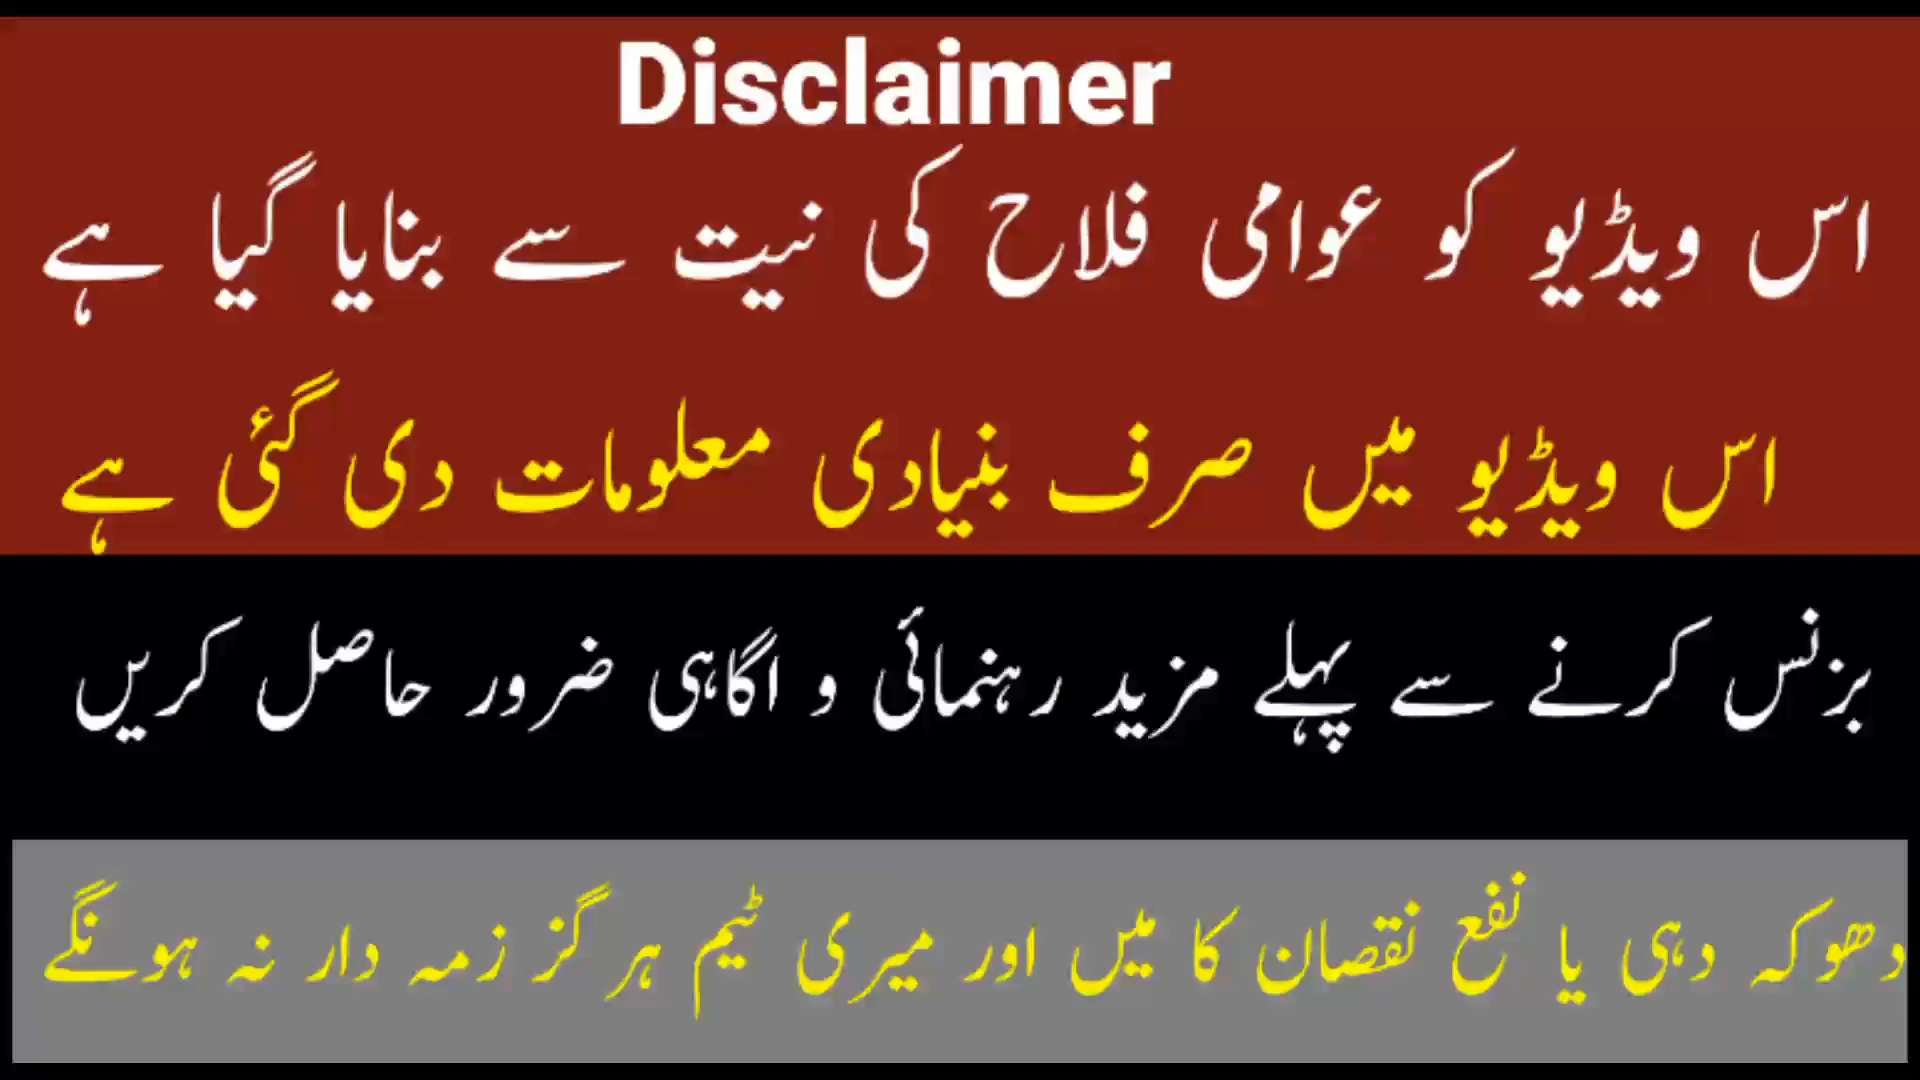 Disclaimer
اس ویڈیو کو عوامی فلاح کی نیت سے بنایا گیا ہے
اس ویڈیو میں صرف بنیادی معلومات دی گئی ہے
بزنس کرنے سے پہلے مزید رہنمائی و اگاہی ضرور حاصل کریں
دھوکہ دہی یا نفع نقصان کا میں اور میری ٹیم ہرگز زمہ دار نہ ہونگے